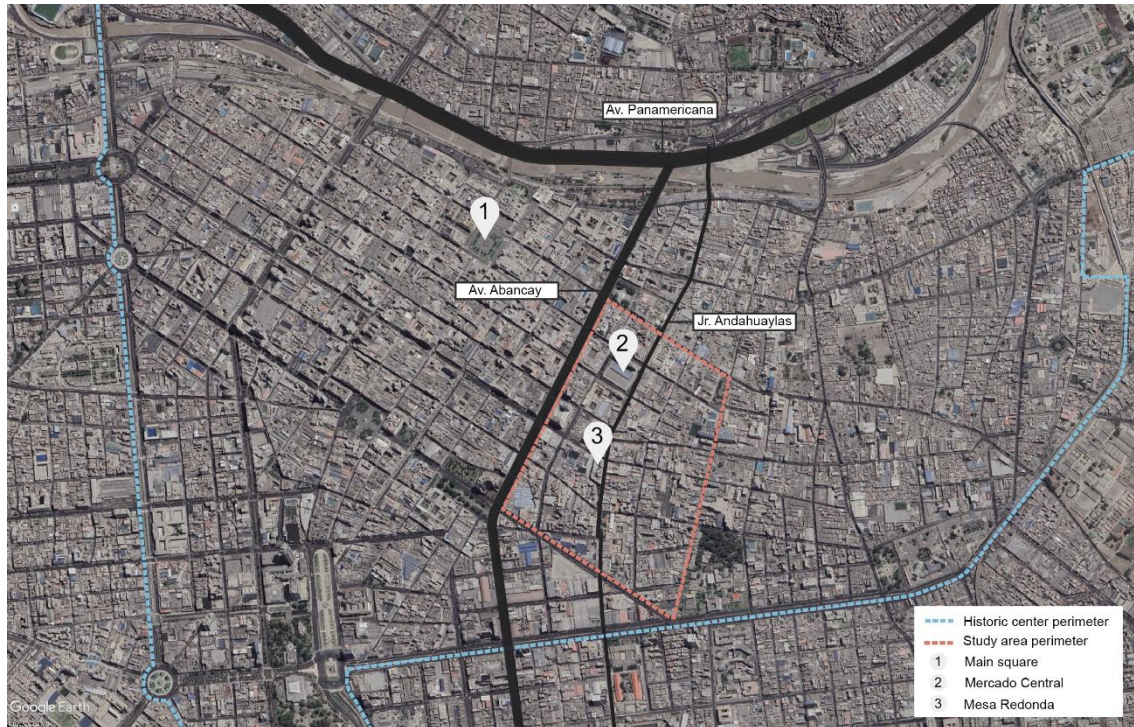 Av. Panamericana
1
Av. Abancay
Jr. Andahuaylas
2
3
Historic center perimeter
Study area perimeter
1 Main square
2 Mercado Central
3 Mesa Redonda
Google Earth